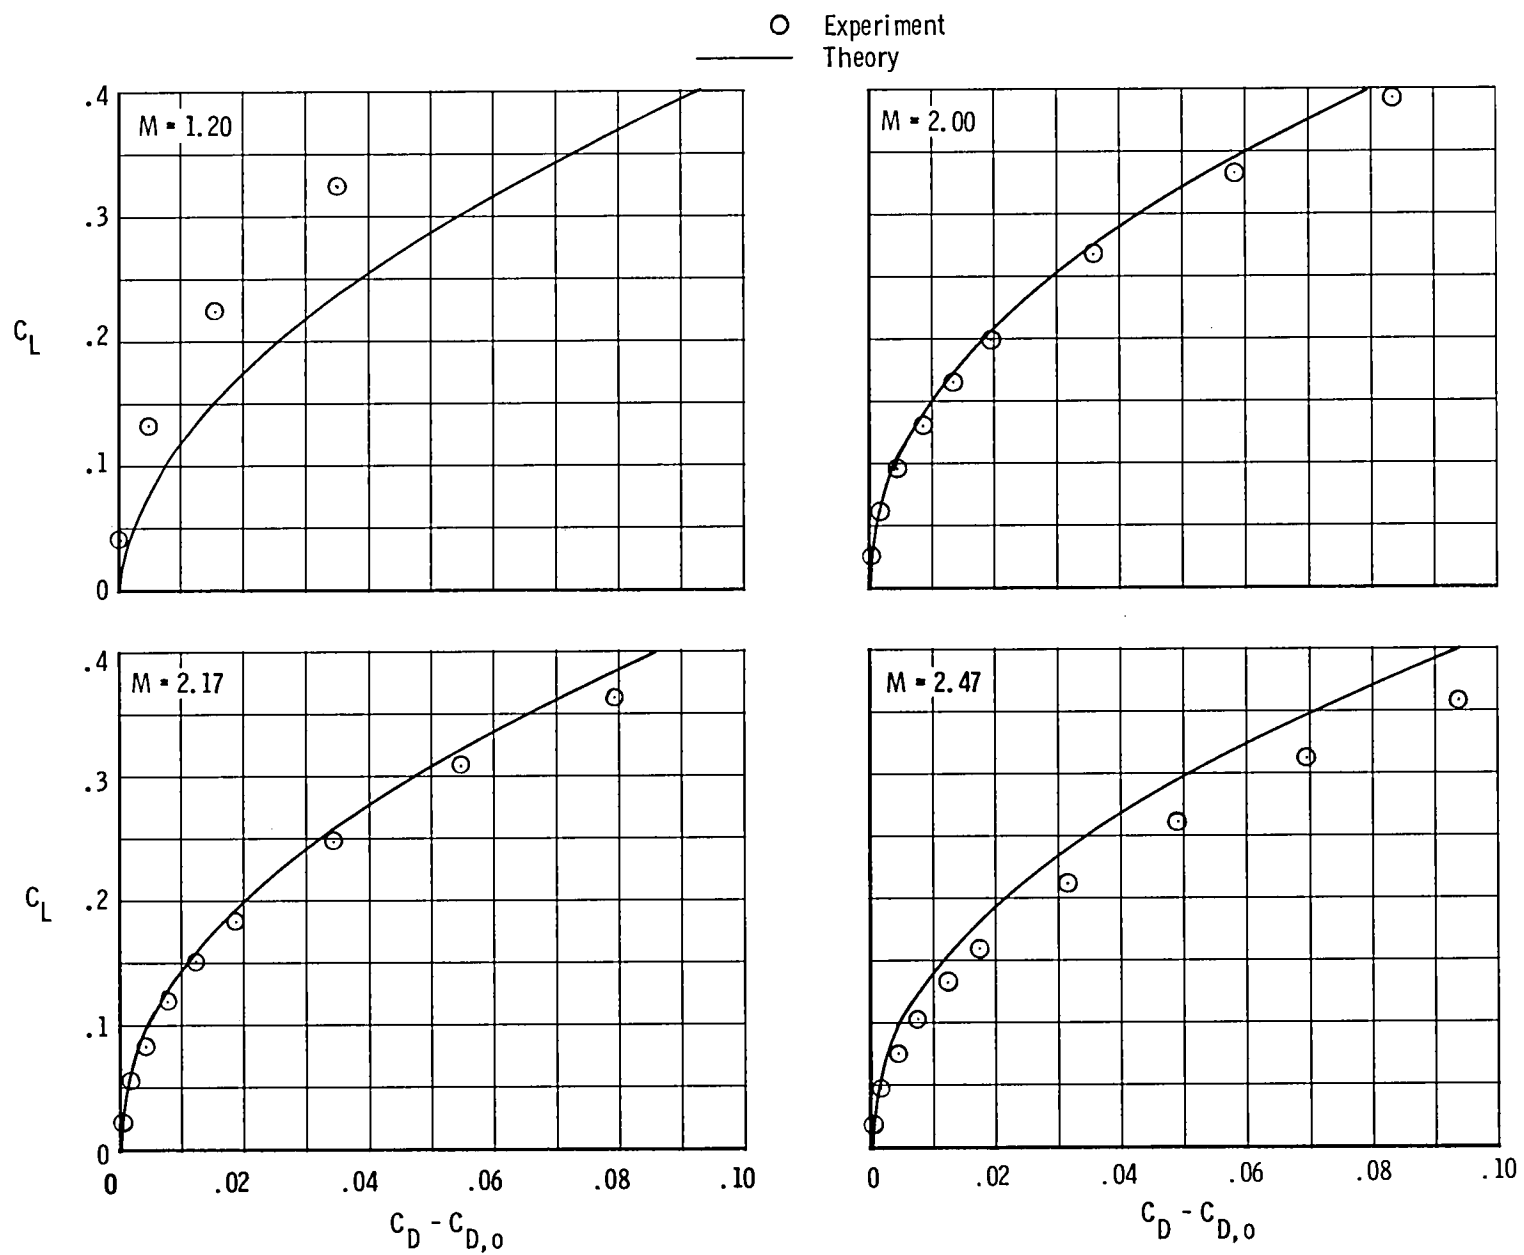 Experiment
Theory
M = 1.20
.4
.3
.2
.1
0
C_L
M = 2.00
M = 2.17
.4
.3
.2
.1
0
C_L
0 .02 .04 .06 .08 .10
C_D - C_D,o
M = 2.47
0 .02 .04 .06 .08 .10
C_D - C_D,o